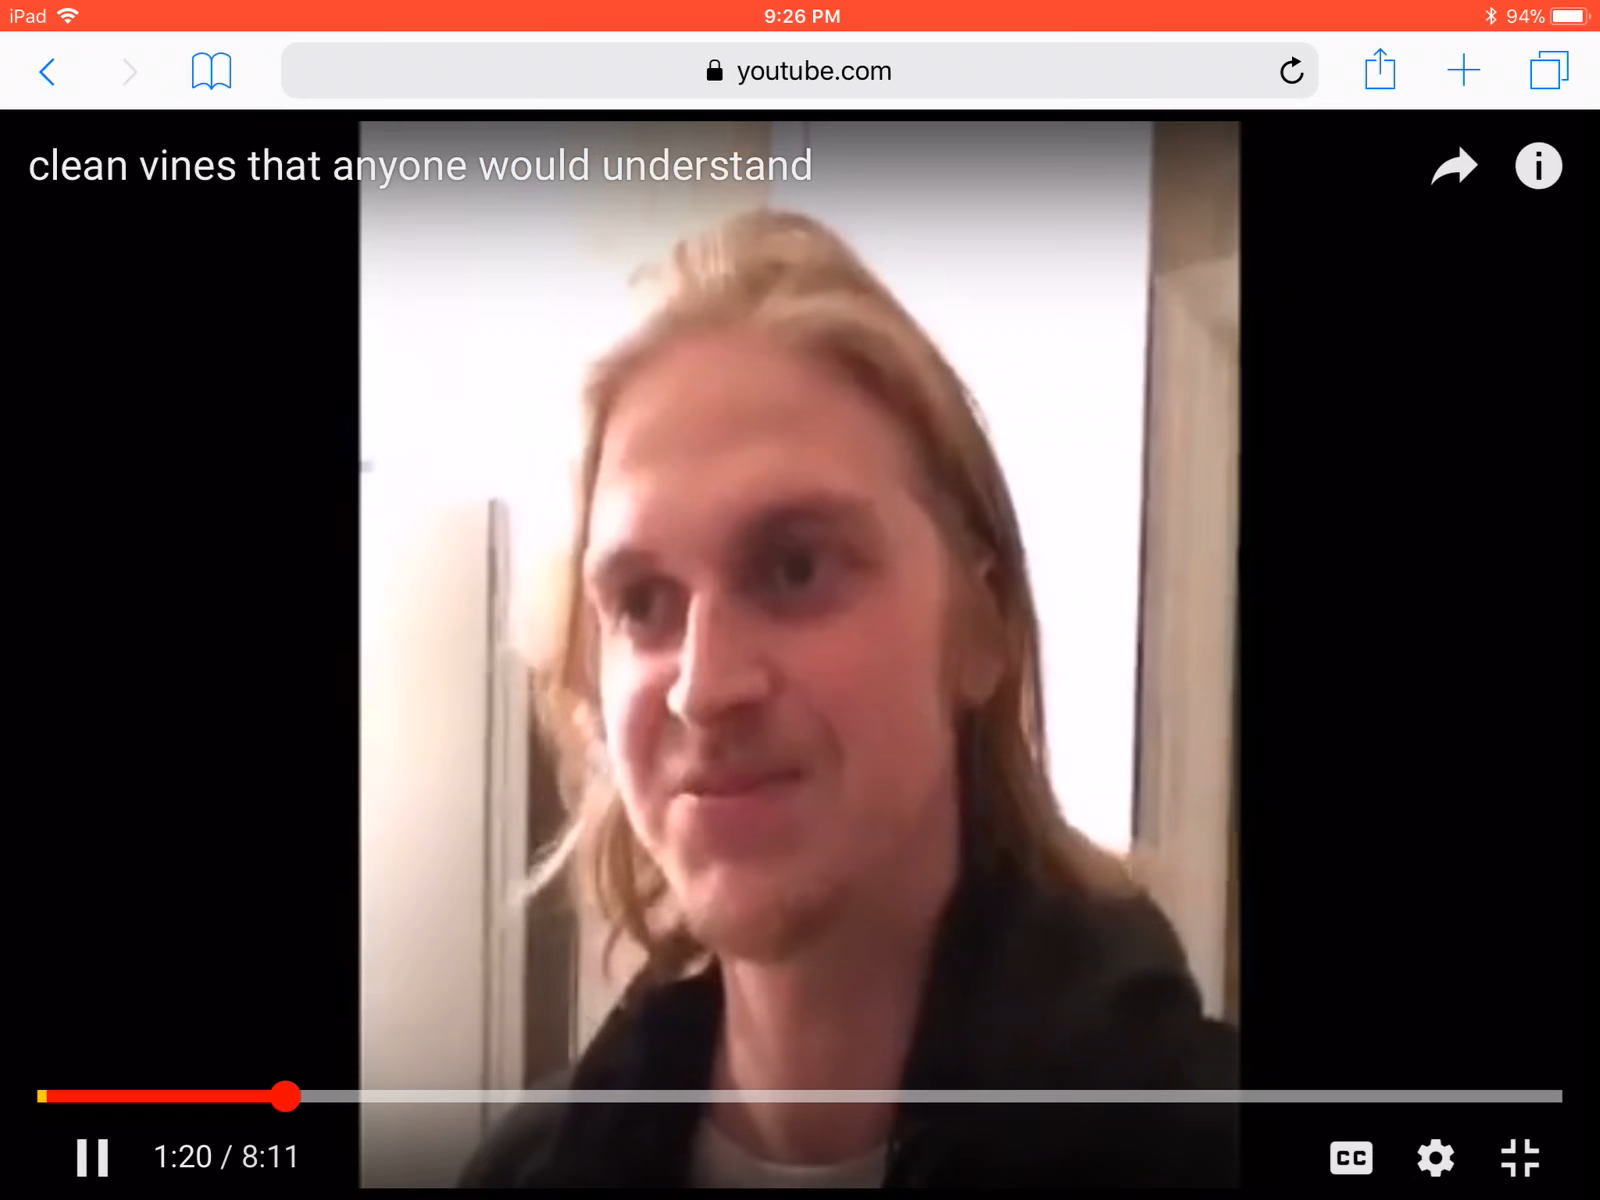 iPad 9:26 PM 94%
youtube.com
clean vines that anyone would understand
1:20 / 8:11
CC